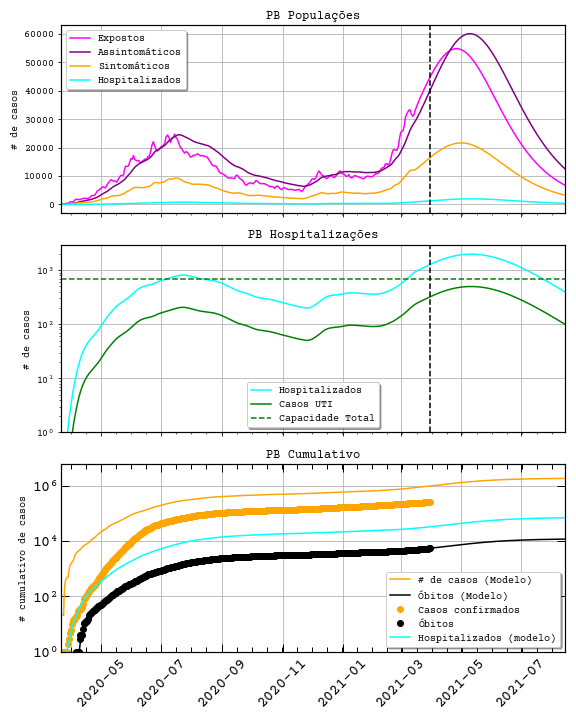 PB Populações
# de casos
60000
50000
40000
30000
20000
10000
0
Expostos
Assintomáticos
Sintomáticos
Hospitalizados
PB Hospitalizações
# de casos
10³
10²
10¹
10⁰
Hospitalizados
Casos UTI
Capacidade Total
PB Cumulativo
# cumulativo de casos
10⁶
10⁴
10²
10⁰
# de casos (Modelo)
Óbitos (Modelo)
Casos confirmados
Óbitos
Hospitalizados (modelo)
2020-05
2020-07
2020-09
2020-11
2021-01
2021-03
2021-05
2021-07